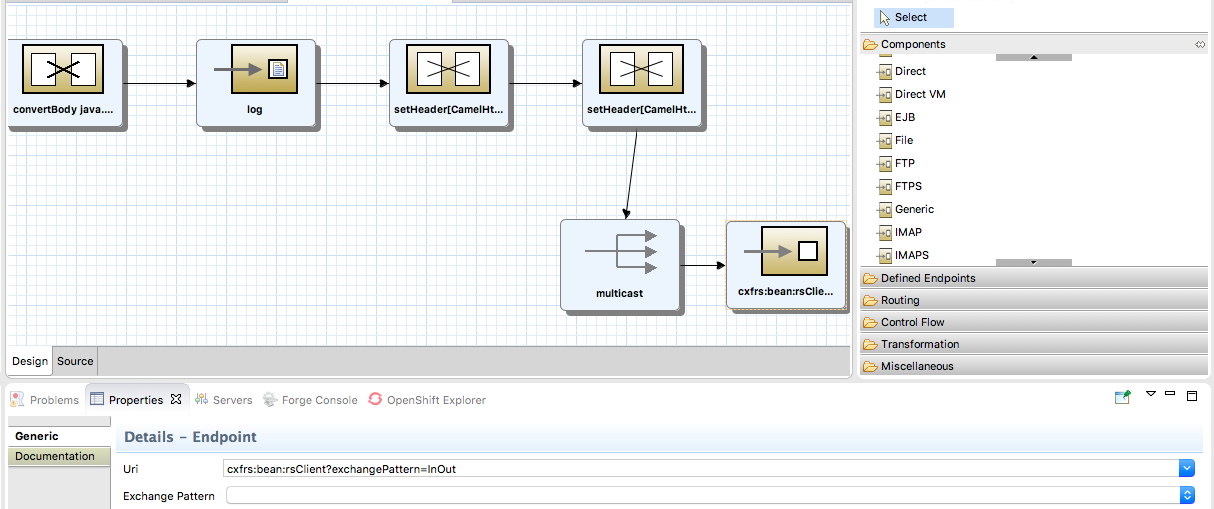 convertBody java....
log
setHeader[CamelHt...
setHeader[CamelHt...
multicast
cxfrs:bean:rsClie...
Select
Components
Direct
Direct VM
EJB
File
FTP
FTPS
Generic
IMAP
IMAPS
Defined Endpoints
Routing
Control Flow
Transformation
Miscellaneous
Design Source
Problems Properties Servers Forge Console OpenShift Explorer
Generic
Documentation
Details - Endpoint
Uri cxfrs:bean:rsClient?exchangePattern=InOut
Exchange Pattern